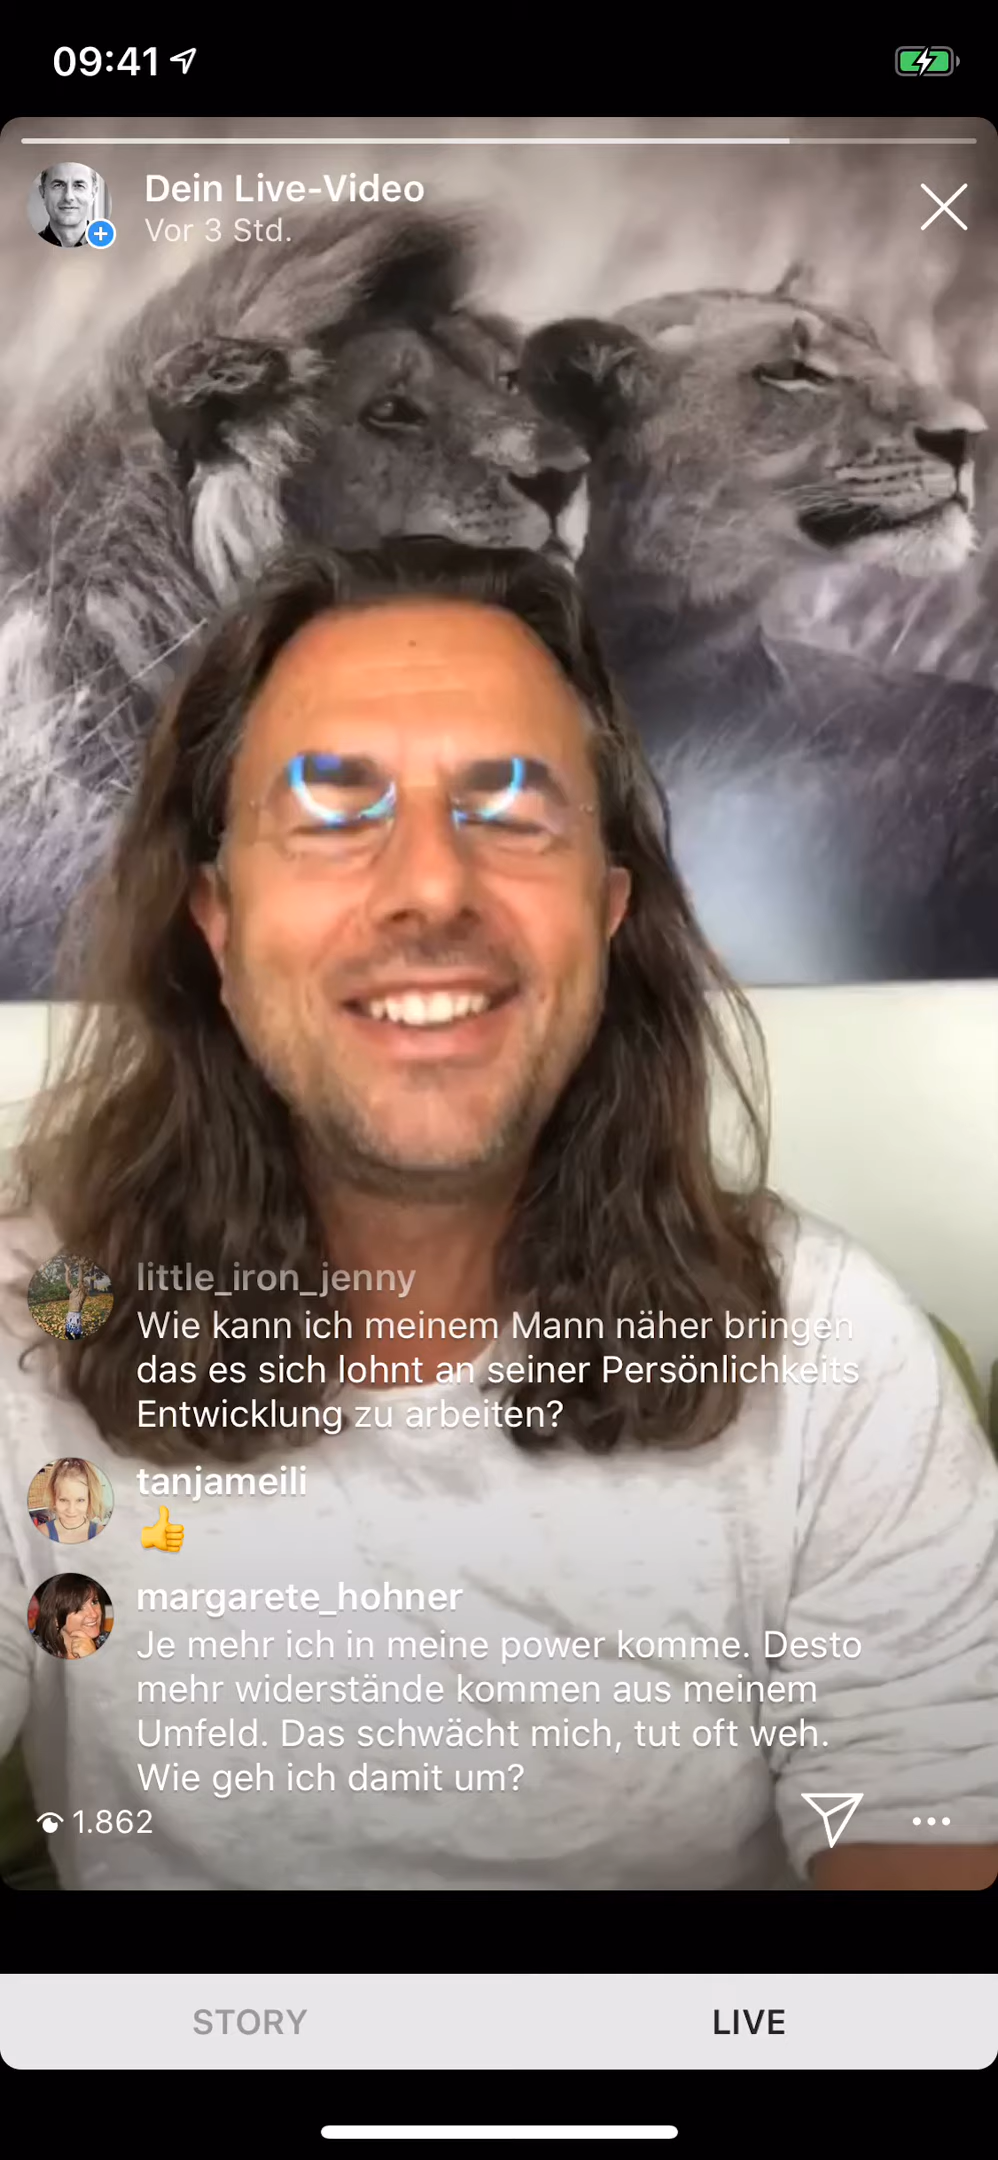 09:41
Dein Live-Video
Vor 3 Std.
little_iron_jenny
Wie kann ich meinem Mann näher bringen
das es sich lohnt an seiner Persönlichkeits
Entwicklung zu arbeiten?
tanjameili
👍
margarete_hohner
Je mehr ich in meine power komme. Desto
mehr widerstände kommen aus meinem
Umfeld. Das schwächt mich, tut oft weh.
Wie geh ich damit um?
1.862
STORY
LIVE